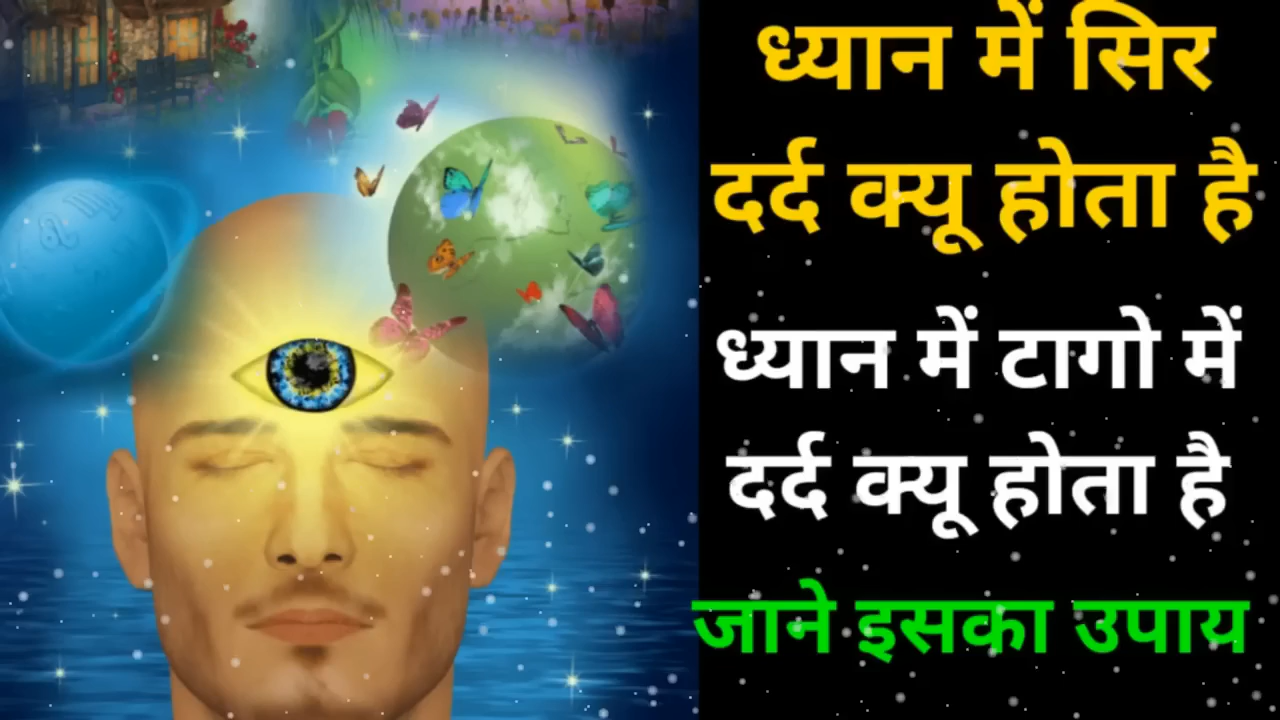 ध्यान में सिर
दर्द क्यू होता है
ध्यान में टागो में
दर्द क्यू होता है
जाने इसका उपाय